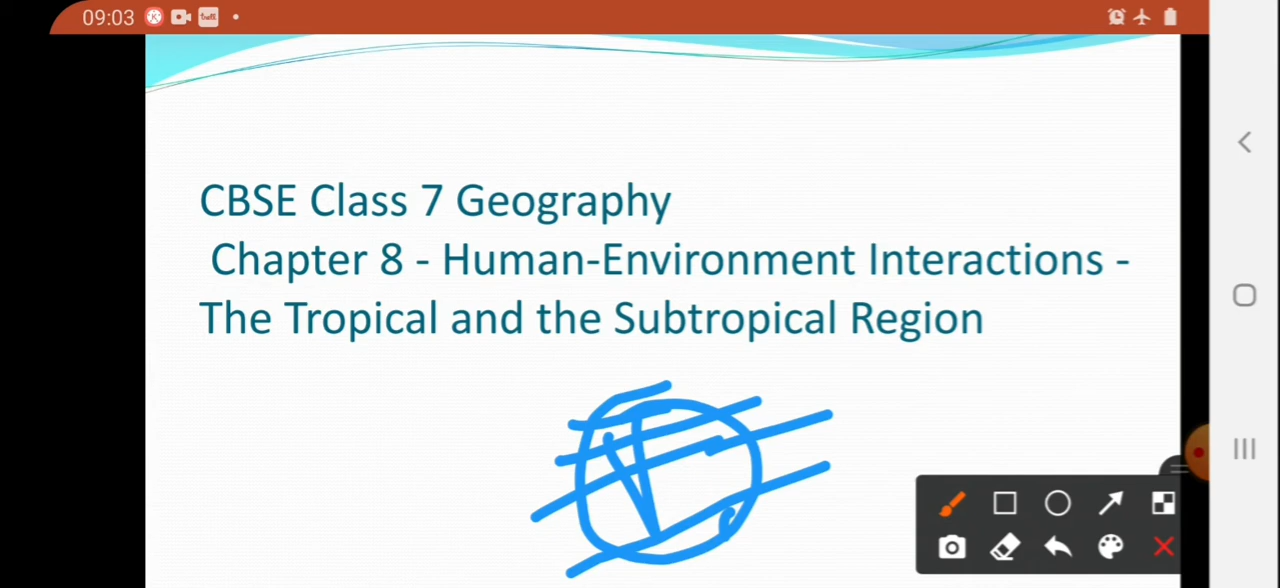 09:03
CBSE Class 7 Geography
Chapter 8 - Human-Environment Interactions -
The Tropical and the Subtropical Region